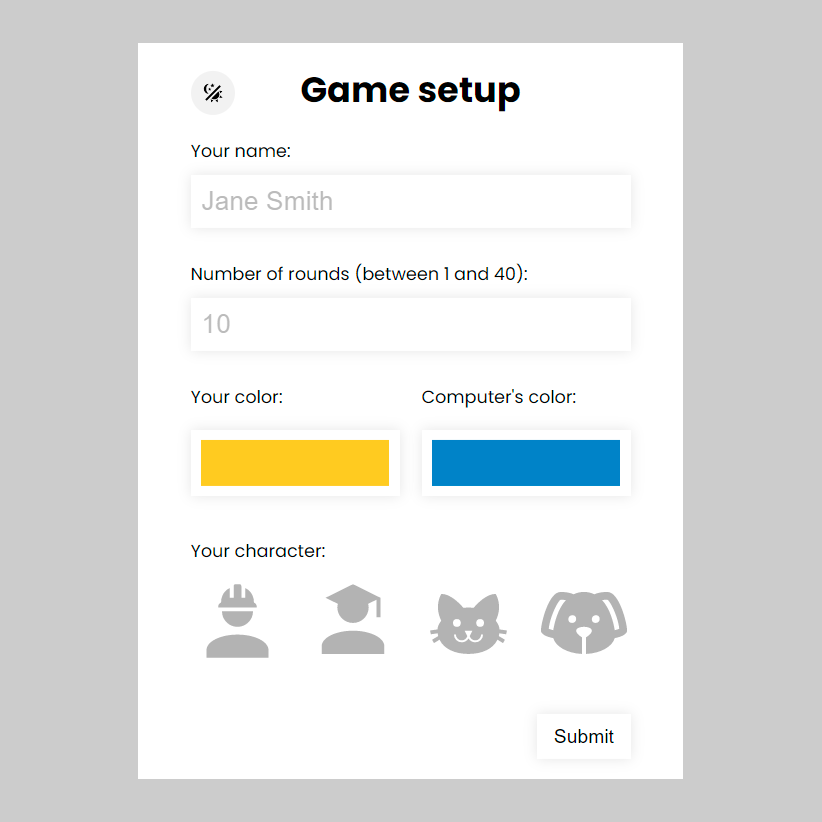 Game setup
Your name:
Jane Smith
Number of rounds (between 1 and 40):
10
Your color:
Computer's color:
Your character:
Submit